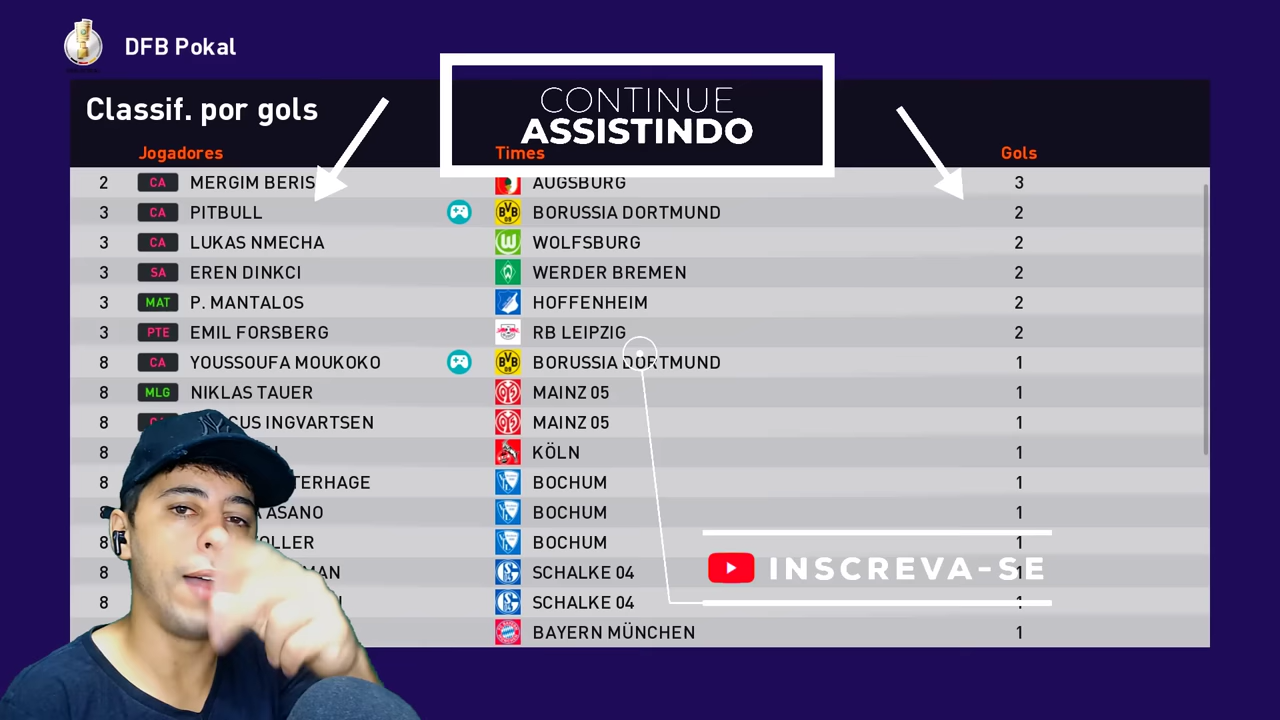 DFB Pokal
Classif. por gols
CONTINUE
ASSISTINDO
Jogadores Times Gols
2 CA MERGIM BERIS AUGSBURG 3
3 CA PITBULL BORUSSIA DORTMUND 2
3 CA LUKAS NMECHA WOLFSBURG 2
3 SA EREN DINKCI WERDER BREMEN 2
3 MAT P. MANTALOS HOFFENHEIM 2
3 PTE EMIL FORSBERG RB LEIPZIG 2
8 CA YOUSSOUFA MOUKOKO BORUSSIA DORTMUND 1
8 MLG NIKLAS TAUER MAINZ 05 1
8 CUS INGVARTSEN MAINZ 05 1
8 KÖLN 1
8 TERHAGE BOCHUM 1
8 ASANO BOCHUM 1
8 OLLER BOCHUM 1
8 MAN SCHALKE 04 1
8 SCHALKE 04 1
BAYERN MÜNCHEN 1
INSCREVA-SE